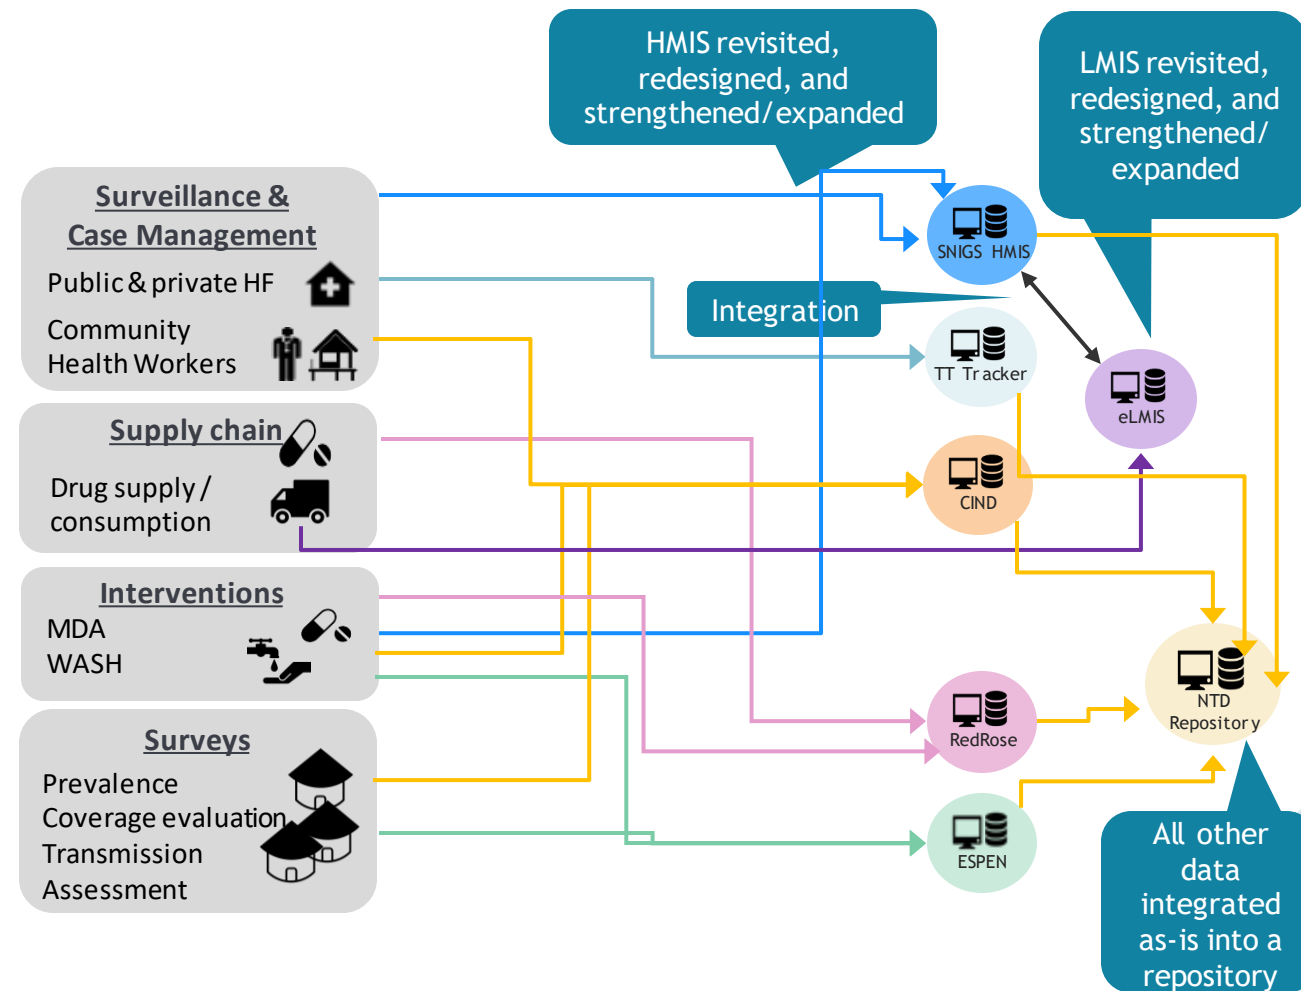 HMIS revisited,
redesigned, and
strengthened/expanded
LMIS revisited,
redesigned, and
strengthened/
expanded
Surveillance &
Case Management
Public & private HF
Community
Health Workers
Supply chain
Drug supply /
consumption
Interventions
MDA
WASH
Surveys
Prevalence
Coverage evaluation
Transmission
Assessment
SNIGS HMIS
Integration
TT Tracker
eLMIS
CIND
RedRose
NTD
Repository
ESPEN
All other
data
integrated
as-is into a
repository